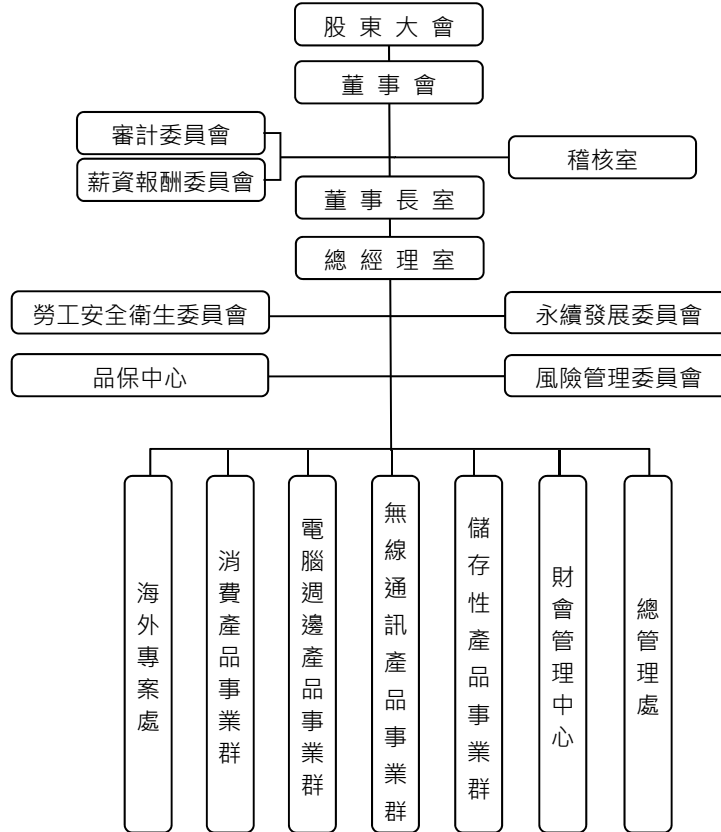 股東大會
董事會
審計委員會
稽核室
薪資報酬委員會
董事長室
總經理室
勞工安全衛生委員會
永續發展委員會
品保中心
風險管理委員會
海外專案處
消費產品事業群
電腦週邊產品事業群
無線通訊產品事業群
儲存性產品事業群
財會管理中心
總管理處